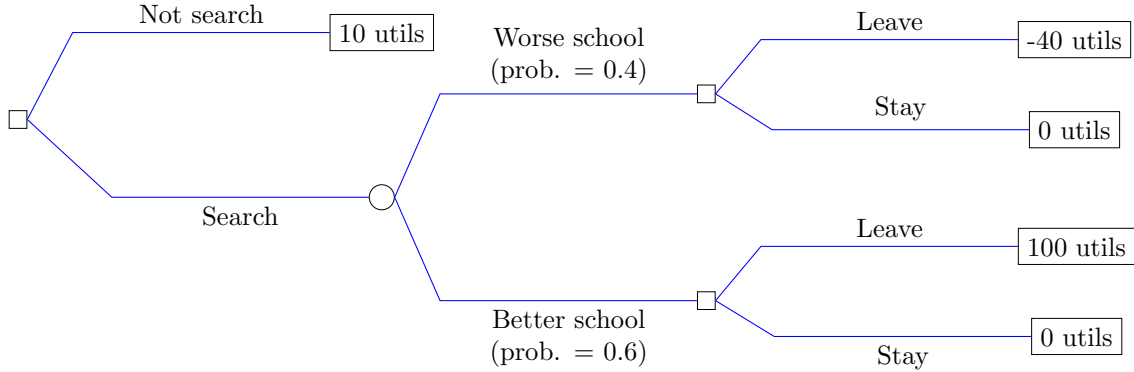 Not search
10 utils
Search
Worse school
(prob. = 0.4)
Leave
-40 utils
Stay
0 utils
Better school
(prob. = 0.6)
Leave
100 utils
Stay
0 utils